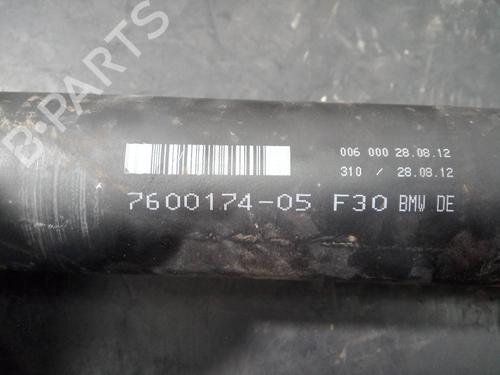 B-PARTS
006 000 28.08.12
310 / 28.08.12
7600174-05 F30 BMW DE